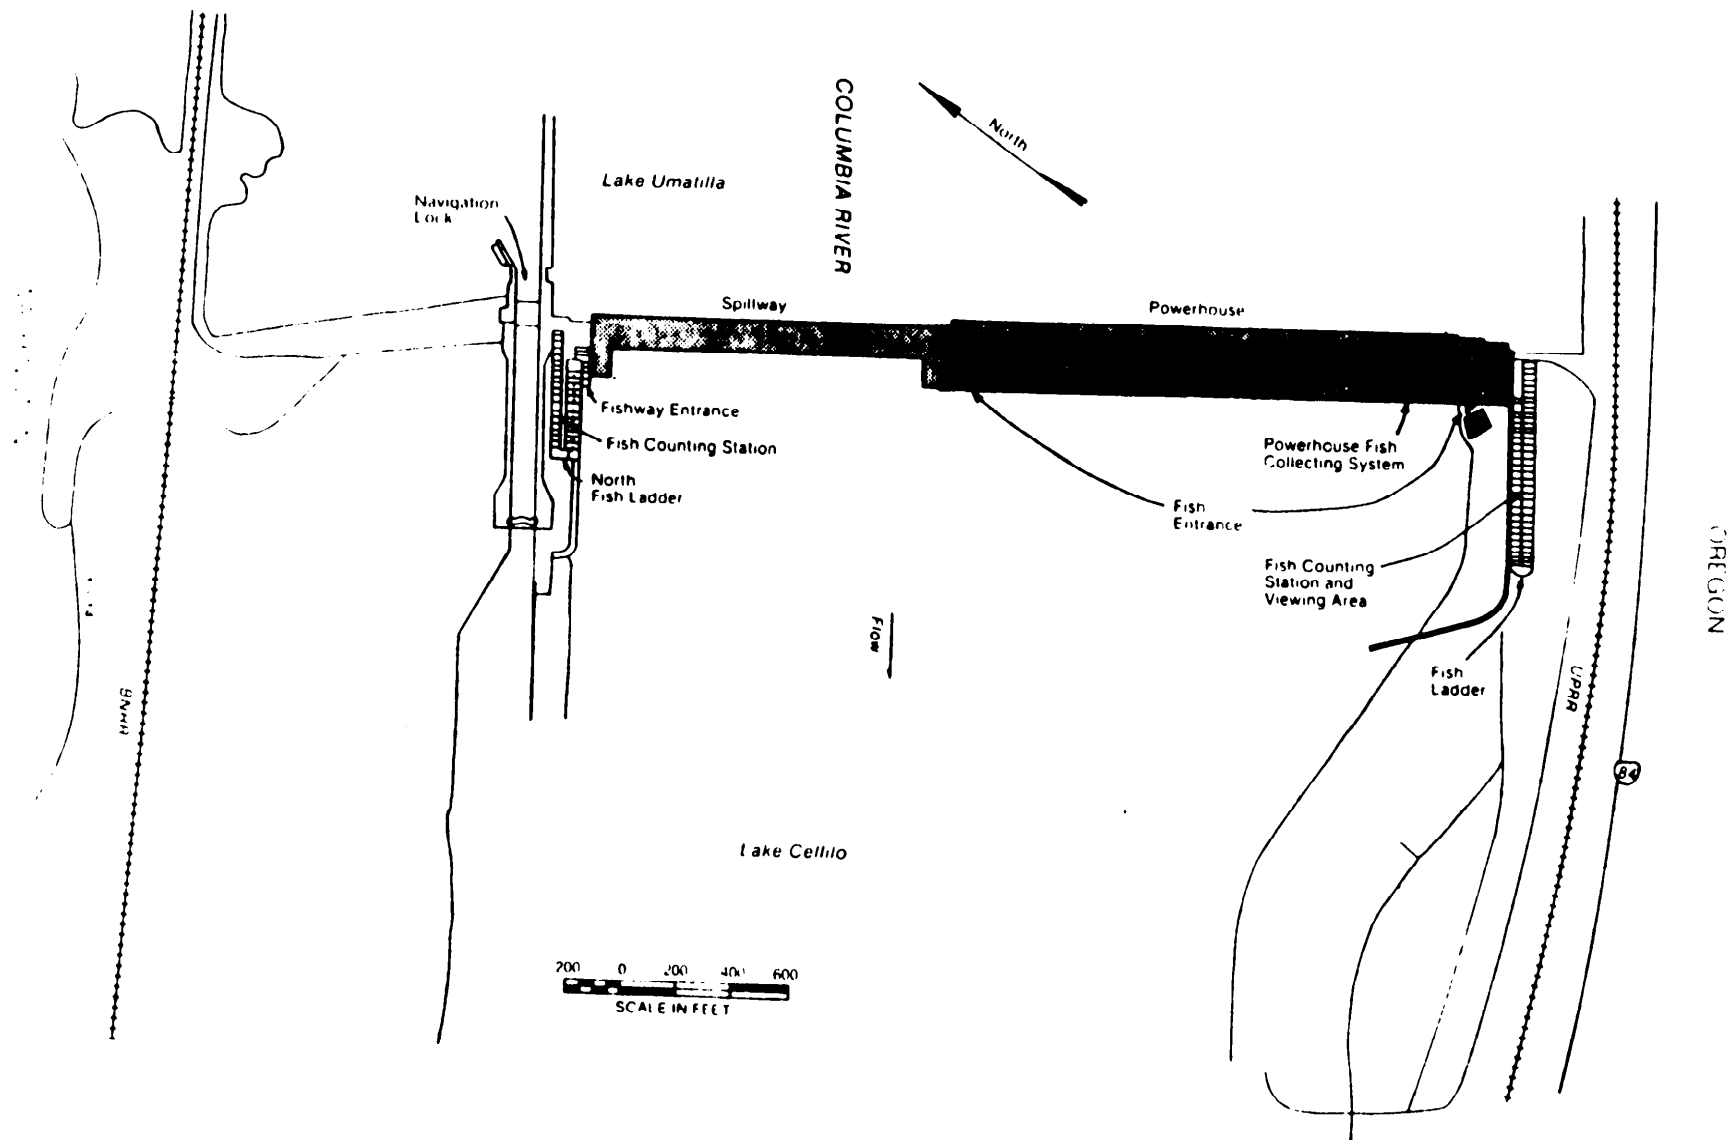 COLUMBIA RIVER
North
Lake Umatilla
Navigation
Lock
Spillway
Powerhouse
Fishway Entrance
Fish Counting Station
North
Fish Ladder
Powerhouse Fish
Collecting System
Fish
Entrance
Fish Counting
Station and
Viewing Area
OREGON
Flow
Fish
Ladder
UPRR
84
Lake Cellilo
200 0 200 400 600
SCALE IN FEET